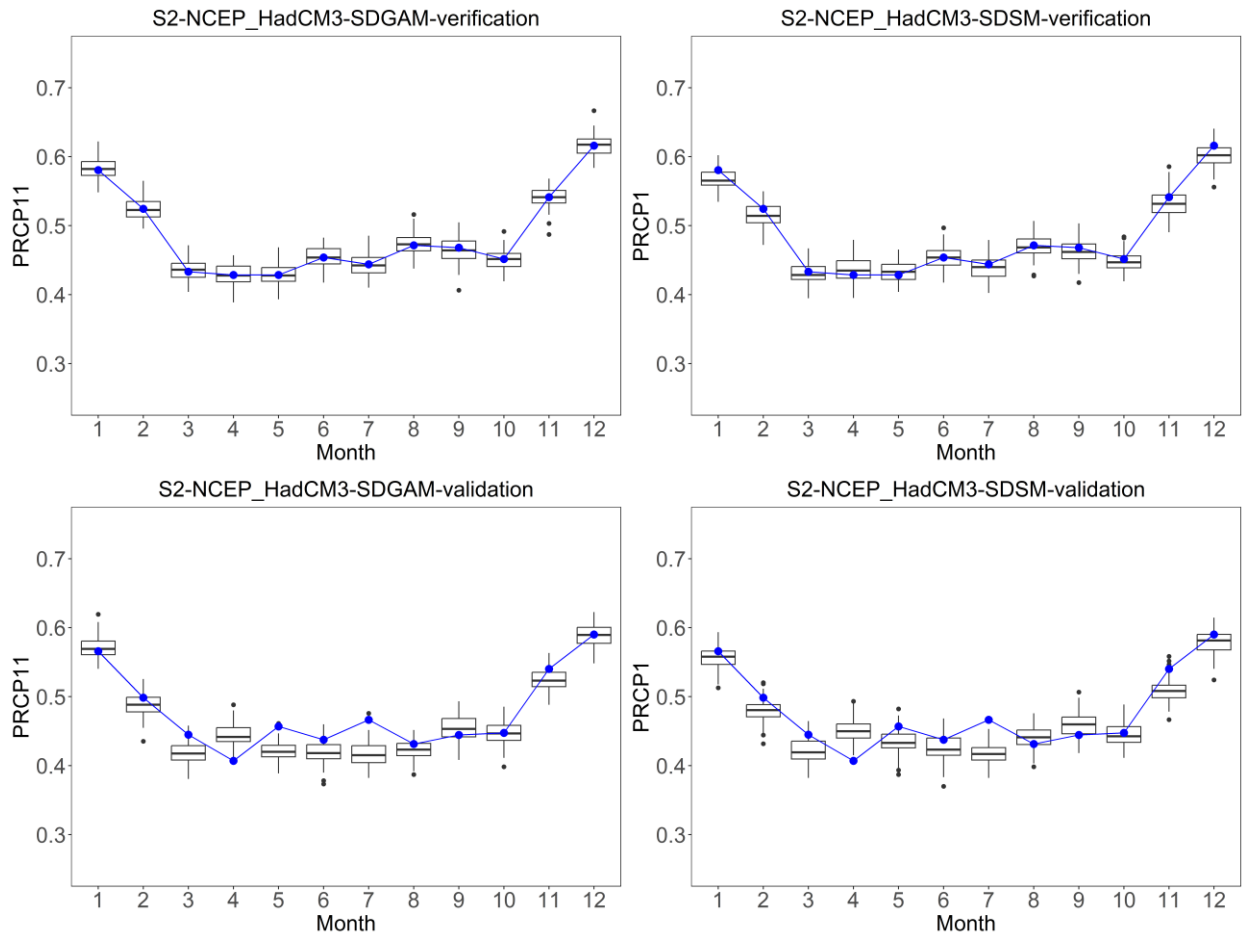 S2-NCEP_HadCM3-SDGAM-verification
PRCP11
0.7
0.6
0.5
0.4
0.3
1 2 3 4 5 6 7 8 9 10 11 12
Month
S2-NCEP_HadCM3-SDSM-verification
PRCP1
0.7
0.6
0.5
0.4
0.3
1 2 3 4 5 6 7 8 9 10 11 12
Month
S2-NCEP_HadCM3-SDGAM-validation
PRCP11
0.7
0.6
0.5
0.4
0.3
1 2 3 4 5 6 7 8 9 10 11 12
Month
S2-NCEP_HadCM3-SDSM-validation
PRCP1
0.7
0.6
0.5
0.4
0.3
1 2 3 4 5 6 7 8 9 10 11 12
Month